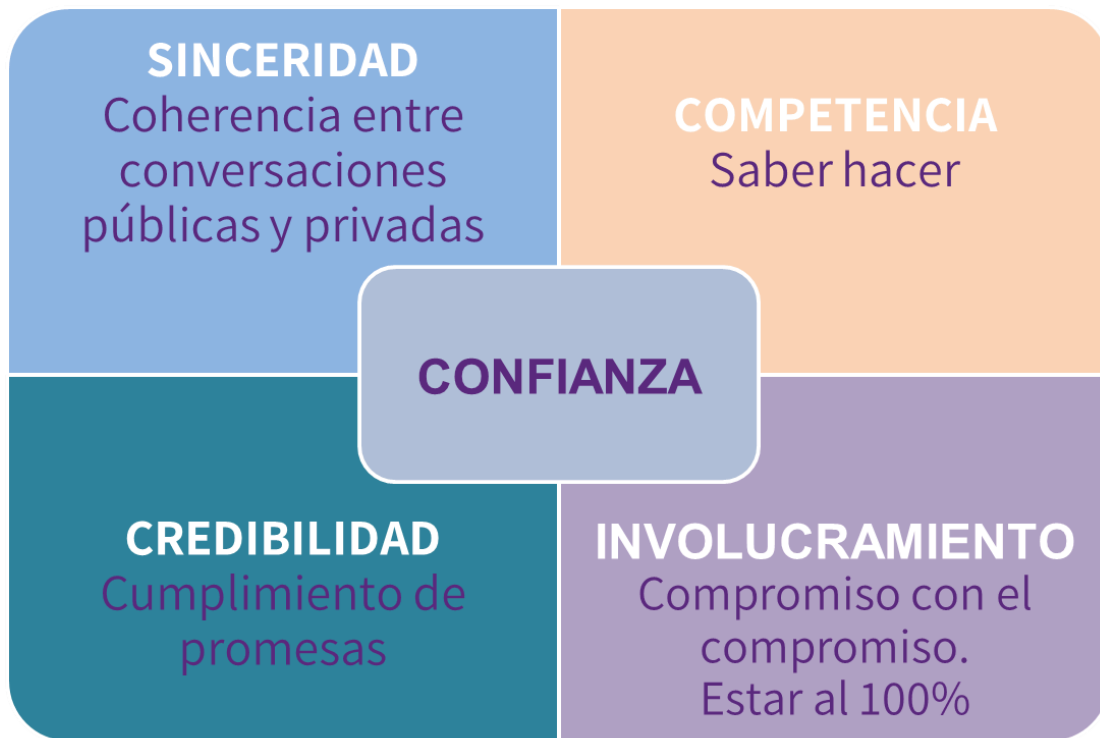 SINCERIDAD
Coherencia entre
conversaciones
públicas y privadas
COMPETENCIA
Saber hacer
CONFIANZA
CREDIBILIDAD
Cumplimiento de
promesas
INVOLUCRAMIENTO
Compromiso con el
compromiso.
Estar al 100%